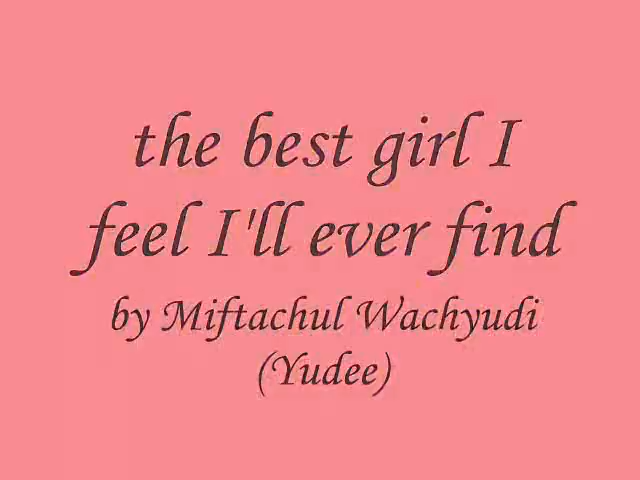 the best girl I
feel I'll ever find
by Miftachul Wachyudi
(Yudee)